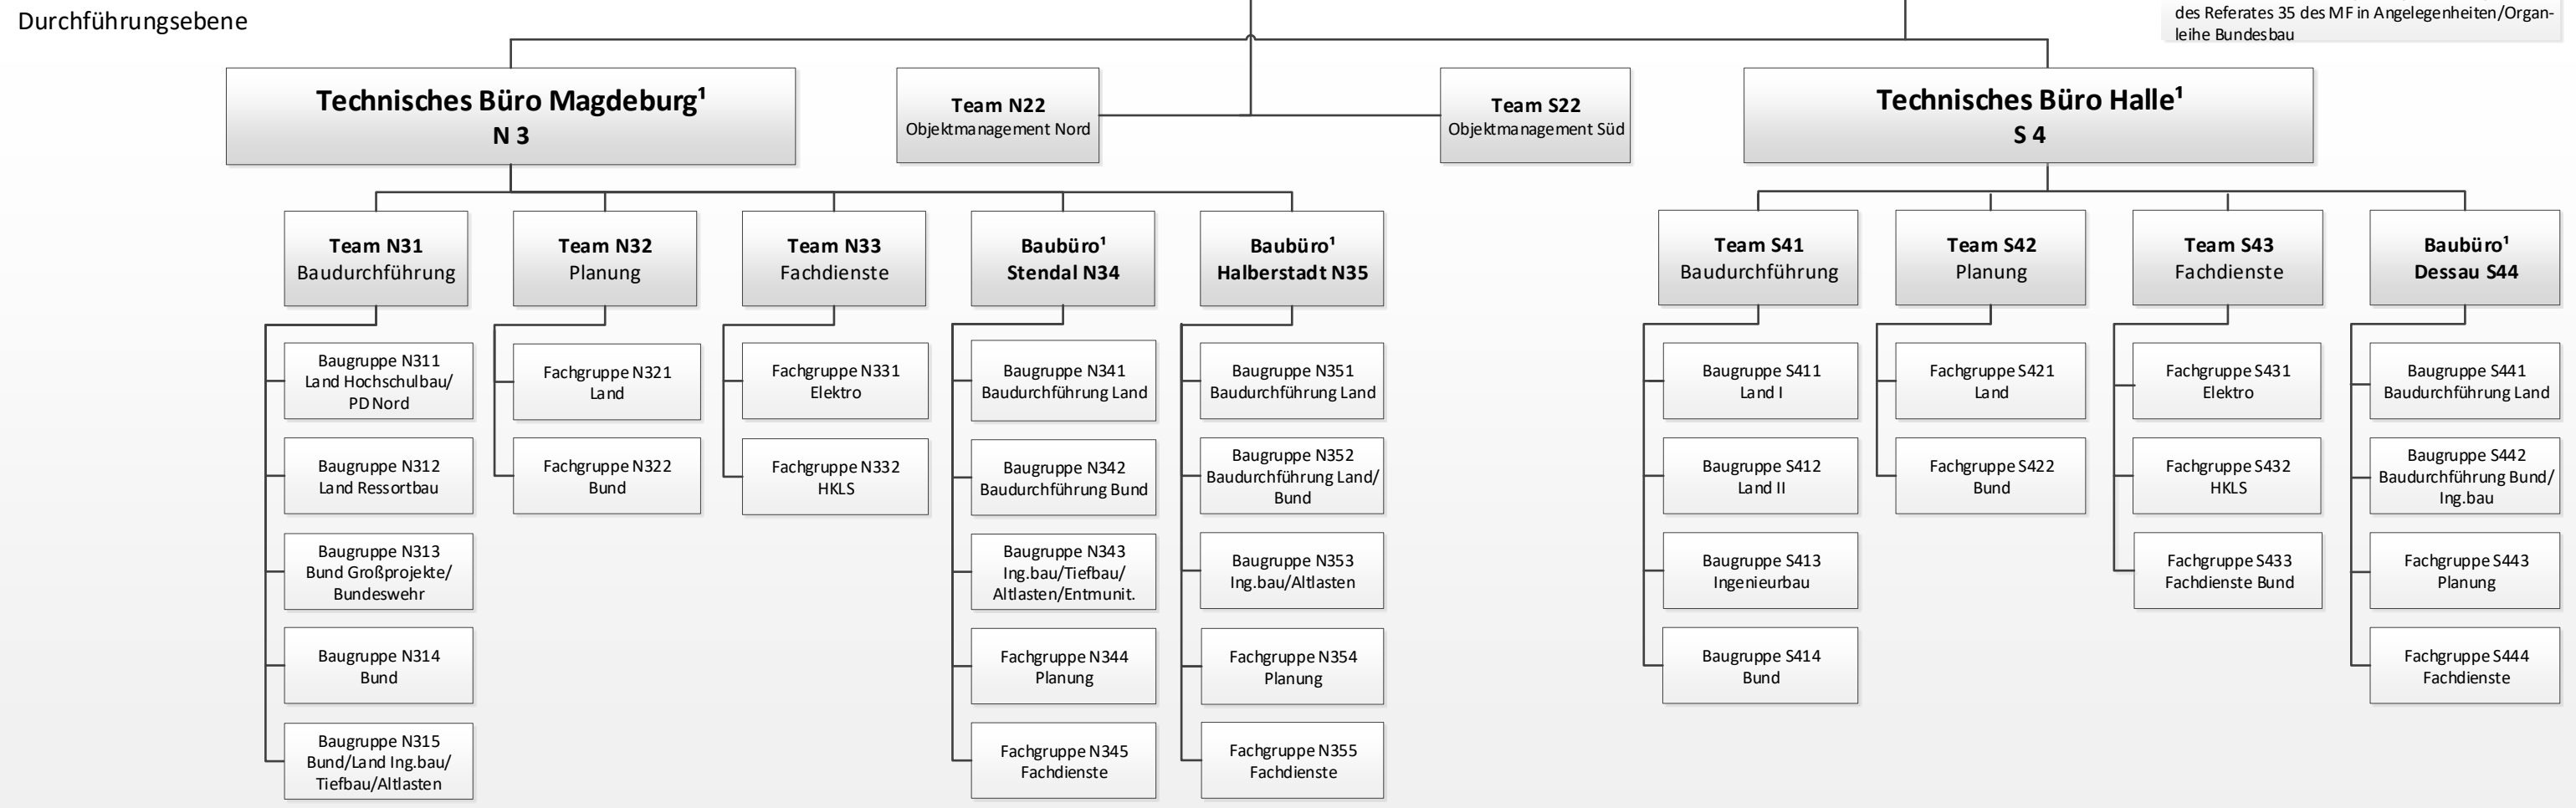 Durchführungsebene
des Referates 35 des MF in Angelegenheiten/Organ-
leihe Bundesbau
Technisches Büro Magdeburg¹
N 3
Team N22
Objektmanagement Nord
Team S22
Objektmanagement Süd
Technisches Büro Halle¹
S 4
Team N31
Baudurchführung
Team N32
Planung
Team N33
Fachdienste
Baubüro¹
Stendal N34
Baubüro¹
Halberstadt N35
Team S41
Baudurchführung
Team S42
Planung
Team S43
Fachdienste
Baubüro¹
Dessau S44
Baugruppe N311
Land Hochschulbau/
PD Nord
Baugruppe N312
Land Ressortbau
Baugruppe N313
Bund Großprojekte/
Bundeswehr
Baugruppe N314
Bund
Baugruppe N315
Bund/Land Ing.bau/
Tiefbau/Altlasten
Fachgruppe N321
Land
Fachgruppe N322
Bund
Fachgruppe N331
Elektro
Fachgruppe N332
HKLS
Baugruppe N341
Baudurchführung Land
Baugruppe N342
Baudurchführung Bund
Baugruppe N343
Ing.bau/Tiefbau/
Altlasten/Entmunit.
Fachgruppe N344
Planung
Fachgruppe N345
Fachdienste
Baugruppe N351
Baudurchführung Land
Baugruppe N352
Baudurchführung Land/
Bund
Baugruppe N353
Ing.bau/Altlasten
Fachgruppe N354
Planung
Fachgruppe N355
Fachdienste
Baugruppe S411
Land I
Baugruppe S412
Land II
Baugruppe S413
Ingenieurbau
Baugruppe S414
Bund
Fachgruppe S421
Land
Fachgruppe S422
Bund
Fachgruppe S431
Elektro
Fachgruppe S432
HKLS
Fachgruppe S433
Fachdienste Bund
Baugruppe S441
Baudurchführung Land
Baugruppe S442
Baudurchführung Bund/
Ing.bau
Fachgruppe S443
Planung
Fachgruppe S444
Fachdienste